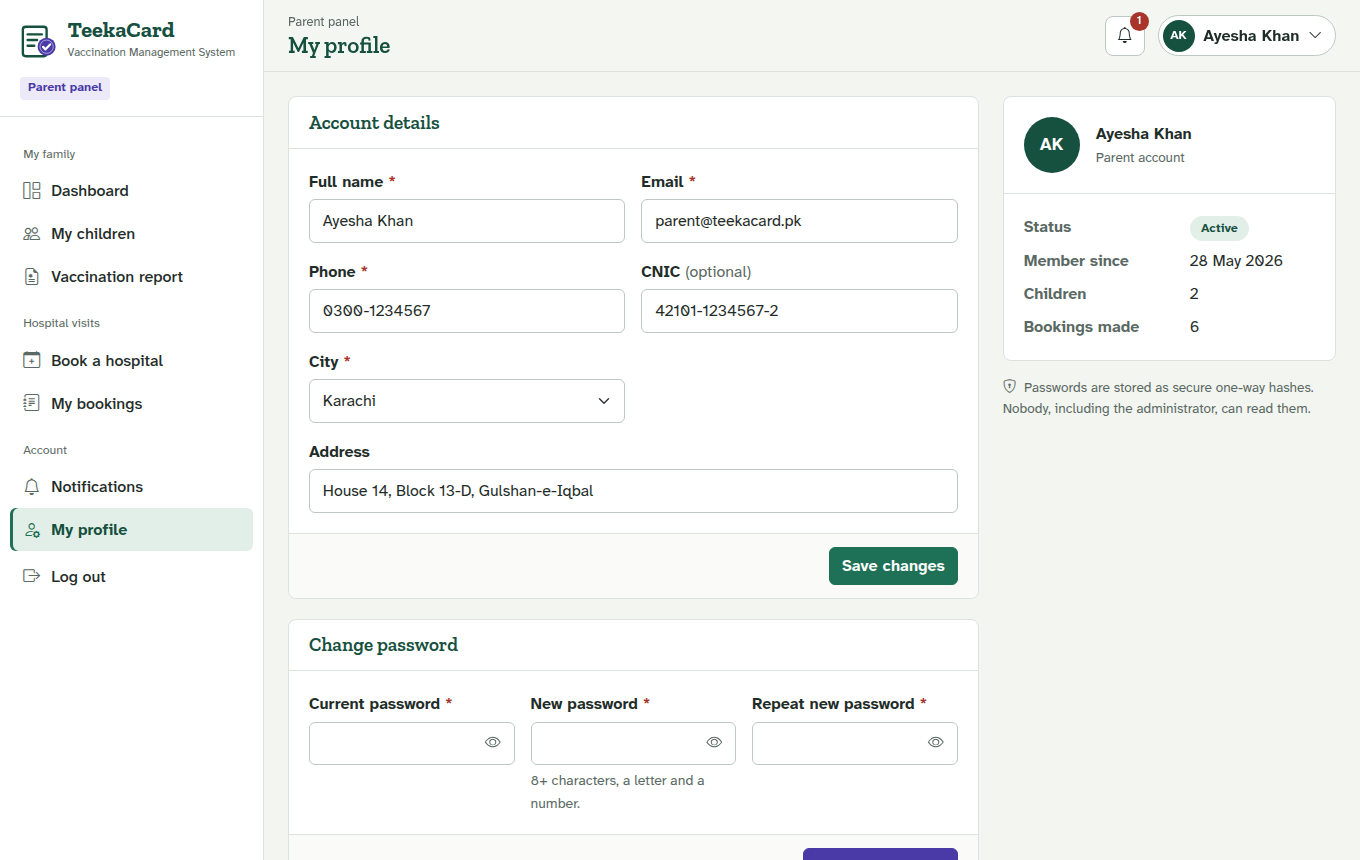 TeekaCard
Vaccination Management System
Parent panel
My family
Dashboard
My children
Vaccination report
Hospital visits
Book a hospital
My bookings
Account
Notifications
My profile
Log out
Parent panel
My profile
1
AK Ayesha Khan
Account details
Full name * Email *
Ayesha Khan parent@teekacard.pk
Phone * CNIC (optional)
0300-1234567 42101-1234567-2
City *
Karachi
Address
House 14, Block 13-D, Gulshan-e-Iqbal
Save changes
Change password
Current password * New password * Repeat new password *
8+ characters, a letter and a
number.
AK
Ayesha Khan
Parent account
Status Active
Member since 28 May 2026
Children 2
Bookings made 6
Passwords are stored as secure one-way hashes.
Nobody, including the administrator, can read them.